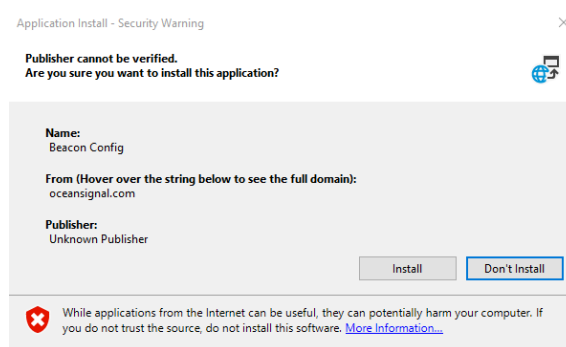 Application Install - Security Warning
Publisher cannot be verified.
Are you sure you want to install this application?
Name:
Beacon Config
From (Hover over the string below to see the full domain):
oceansignal.com
Publisher:
Unknown Publisher
Install
Don't Install
While applications from the Internet can be useful, they can potentially harm your computer. If
you do not trust the source, do not install this software. More Information...